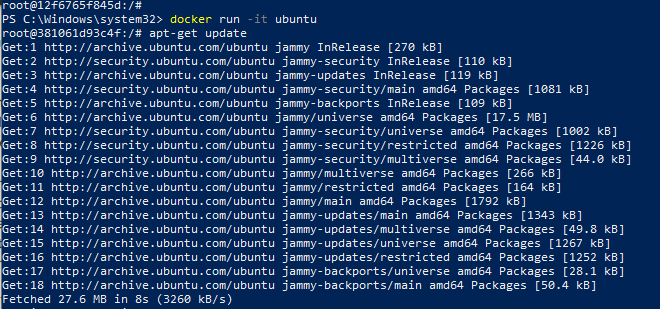 root@12f6765f845d:/#
PS C:\Windows\system32> docker run -it ubuntu
root@381061d93c4f:/# apt-get update
Get:1 http://archive.ubuntu.com/ubuntu jammy InRelease [270 kB]
Get:2 http://security.ubuntu.com/ubuntu jammy-security InRelease [110 kB]
Get:3 http://archive.ubuntu.com/ubuntu jammy-updates InRelease [119 kB]
Get:4 http://security.ubuntu.com/ubuntu jammy-security/main amd64 Packages [1081 kB]
Get:5 http://archive.ubuntu.com/ubuntu jammy-backports InRelease [109 kB]
Get:6 http://archive.ubuntu.com/ubuntu jammy/universe amd64 Packages [17.5 MB]
Get:7 http://security.ubuntu.com/ubuntu jammy-security/universe amd64 Packages [1002 kB]
Get:8 http://security.ubuntu.com/ubuntu jammy-security/restricted amd64 Packages [1226 kB]
Get:9 http://security.ubuntu.com/ubuntu jammy-security/multiverse amd64 Packages [44.0 kB]
Get:10 http://archive.ubuntu.com/ubuntu jammy/multiverse amd64 Packages [266 kB]
Get:11 http://archive.ubuntu.com/ubuntu jammy/restricted amd64 Packages [164 kB]
Get:12 http://archive.ubuntu.com/ubuntu jammy/main amd64 Packages [1792 kB]
Get:13 http://archive.ubuntu.com/ubuntu jammy-updates/main amd64 Packages [1343 kB]
Get:14 http://archive.ubuntu.com/ubuntu jammy-updates/multiverse amd64 Packages [49.8 kB]
Get:15 http://archive.ubuntu.com/ubuntu jammy-updates/universe amd64 Packages [1267 kB]
Get:16 http://archive.ubuntu.com/ubuntu jammy-updates/restricted amd64 Packages [1252 kB]
Get:17 http://archive.ubuntu.com/ubuntu jammy-backports/universe amd64 Packages [28.1 kB]
Get:18 http://archive.ubuntu.com/ubuntu jammy-backports/main amd64 Packages [50.4 kB]
Fetched 27.6 MB in 8s (3260 kB/s)